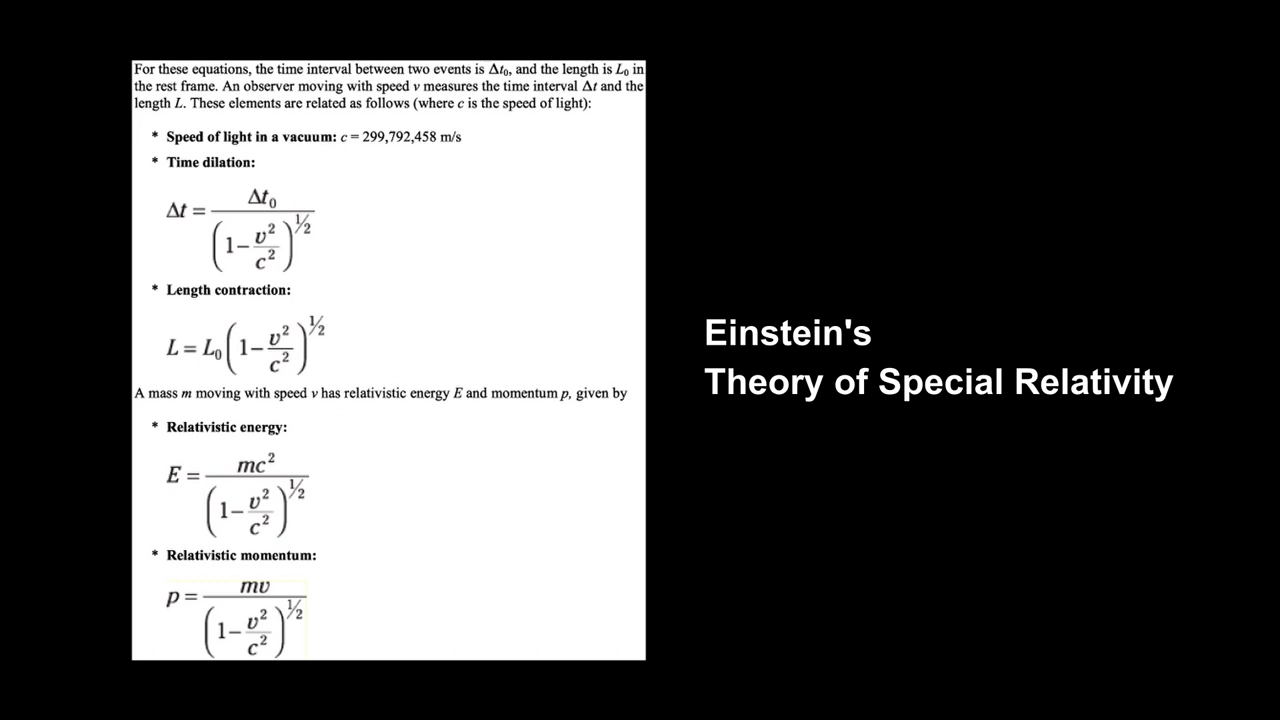 For these equations, the time interval between two events is Δt₀, and the length is L₀ in
the rest frame. An observer moving with speed v measures the time interval Δt and the
length L. These elements are related as follows (where c is the speed of light):
* Speed of light in a vacuum: c = 299,792,458 m/s
* Time dilation:
Δt = Δt₀ / (1 − v²/c²)^½
* Length contraction:
L = L₀ (1 − v²/c²)^½
A mass m moving with speed v has relativistic energy E and momentum p, given by
* Relativistic energy:
E = mc² / (1 − v²/c²)^½
* Relativistic momentum:
p = mv / (1 − v²/c²)^½
Einstein's
Theory of Special Relativity